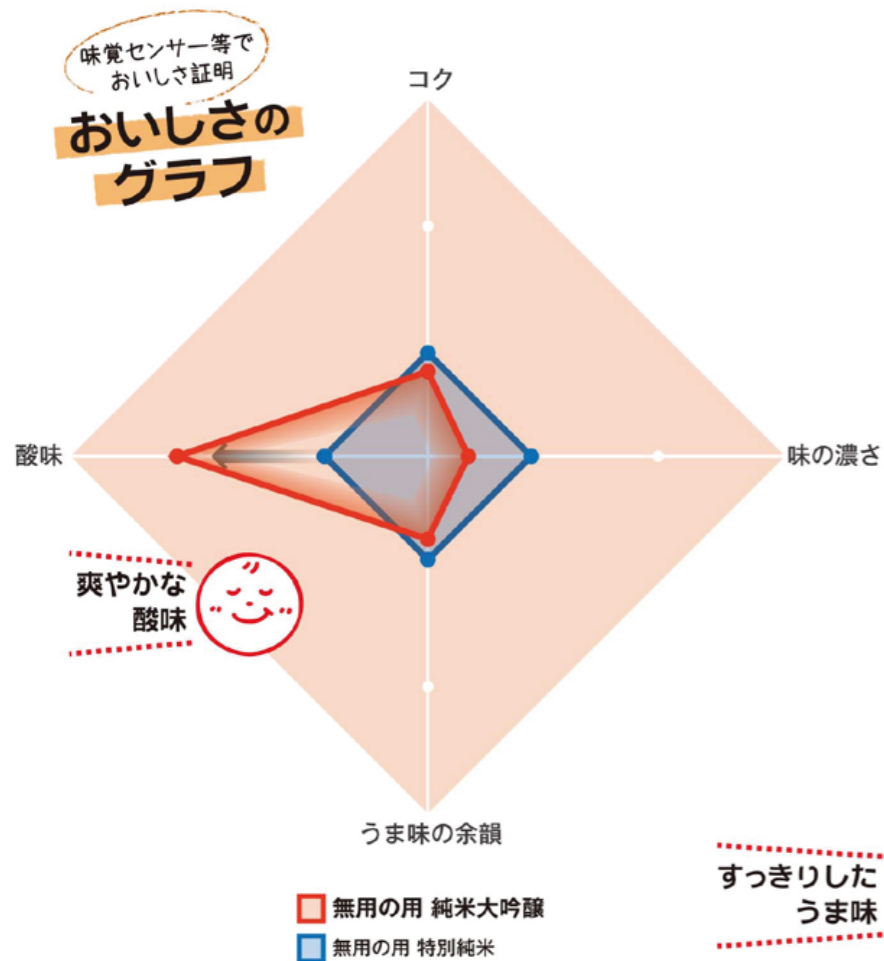 味覚センサー等で
おいしさ証明
おいしさの
グラフ
コク
酸味
味の濃さ
爽やかな
酸味
うま味の余韻
すっきりした
うま味
無用の用 純米大吟醸
無用の用 特別純米